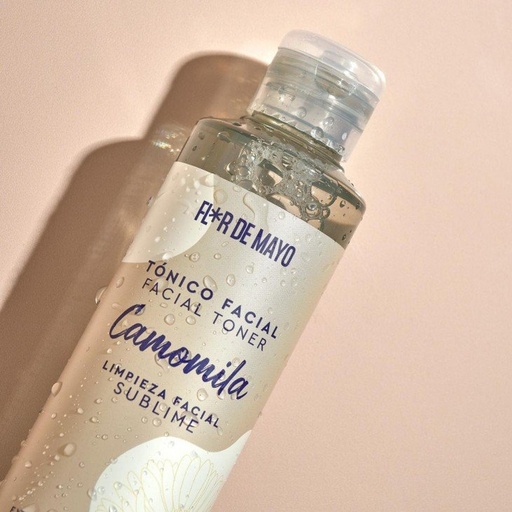 FL*R DE MAYO
TÓNICO FACIAL
FACIAL TONER
Camomila
LIMPIEZA FACIAL
SUBLIME